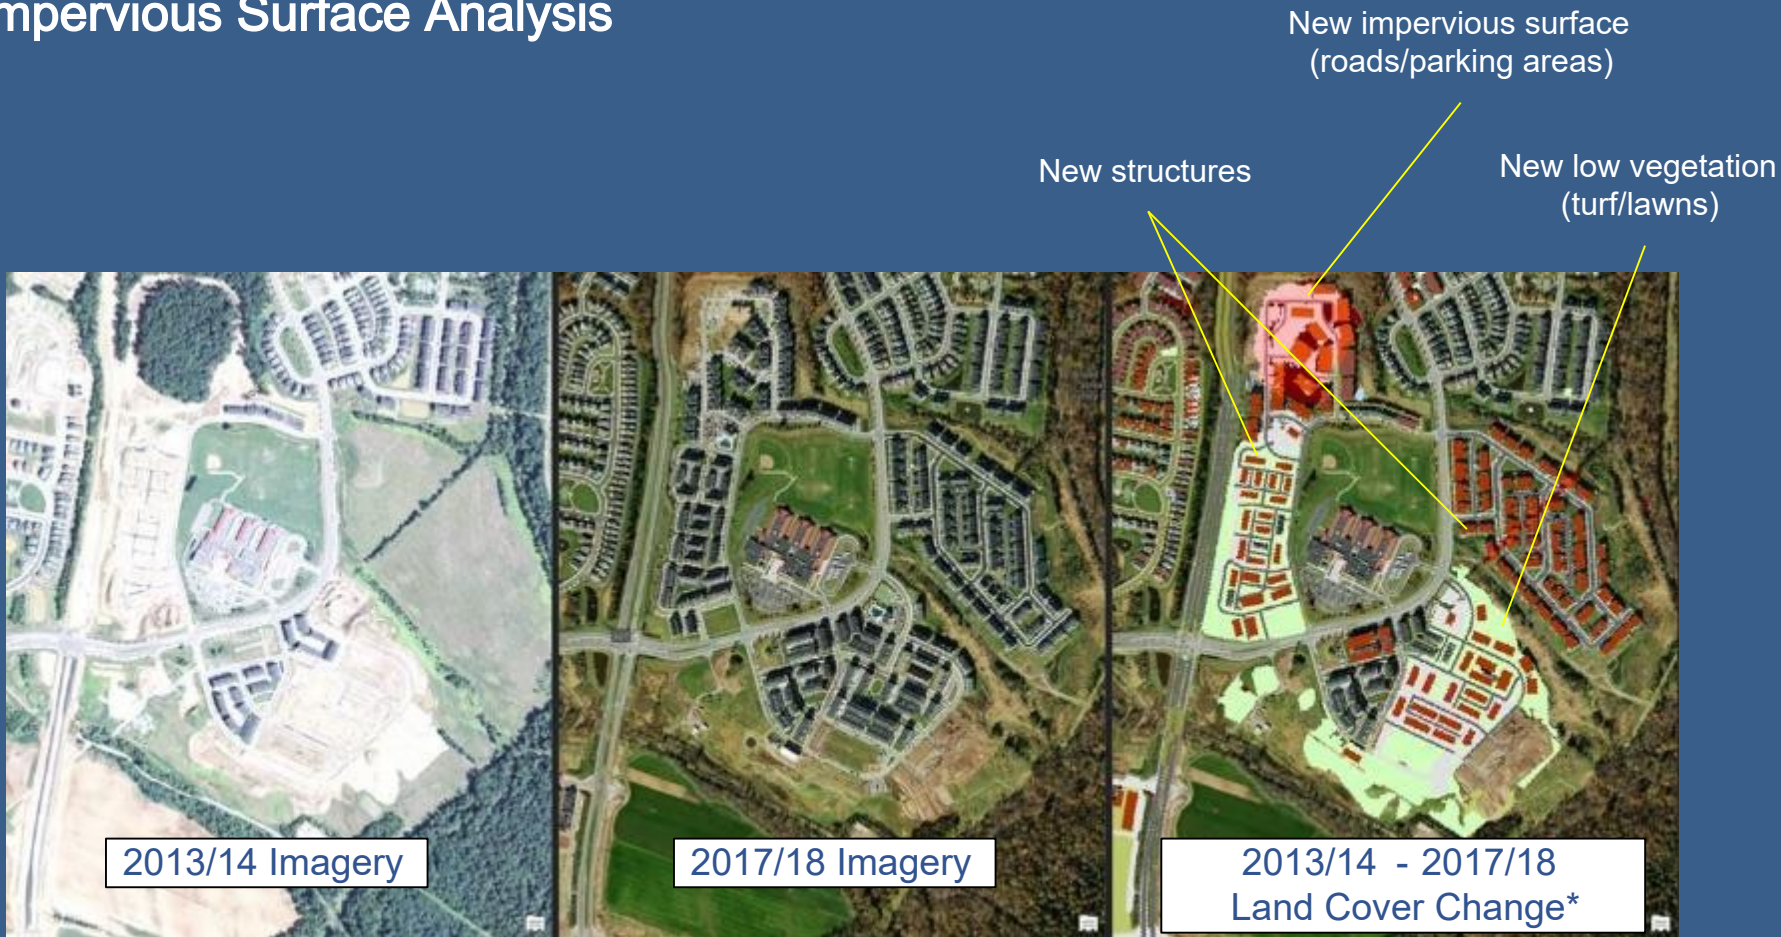 mpervious Surface Analysis
New impervious surface
(roads/parking areas)
New structures
New low vegetation
(turf/lawns)
2013/14 Imagery
2017/18 Imagery
2013/14 - 2017/18
Land Cover Change*